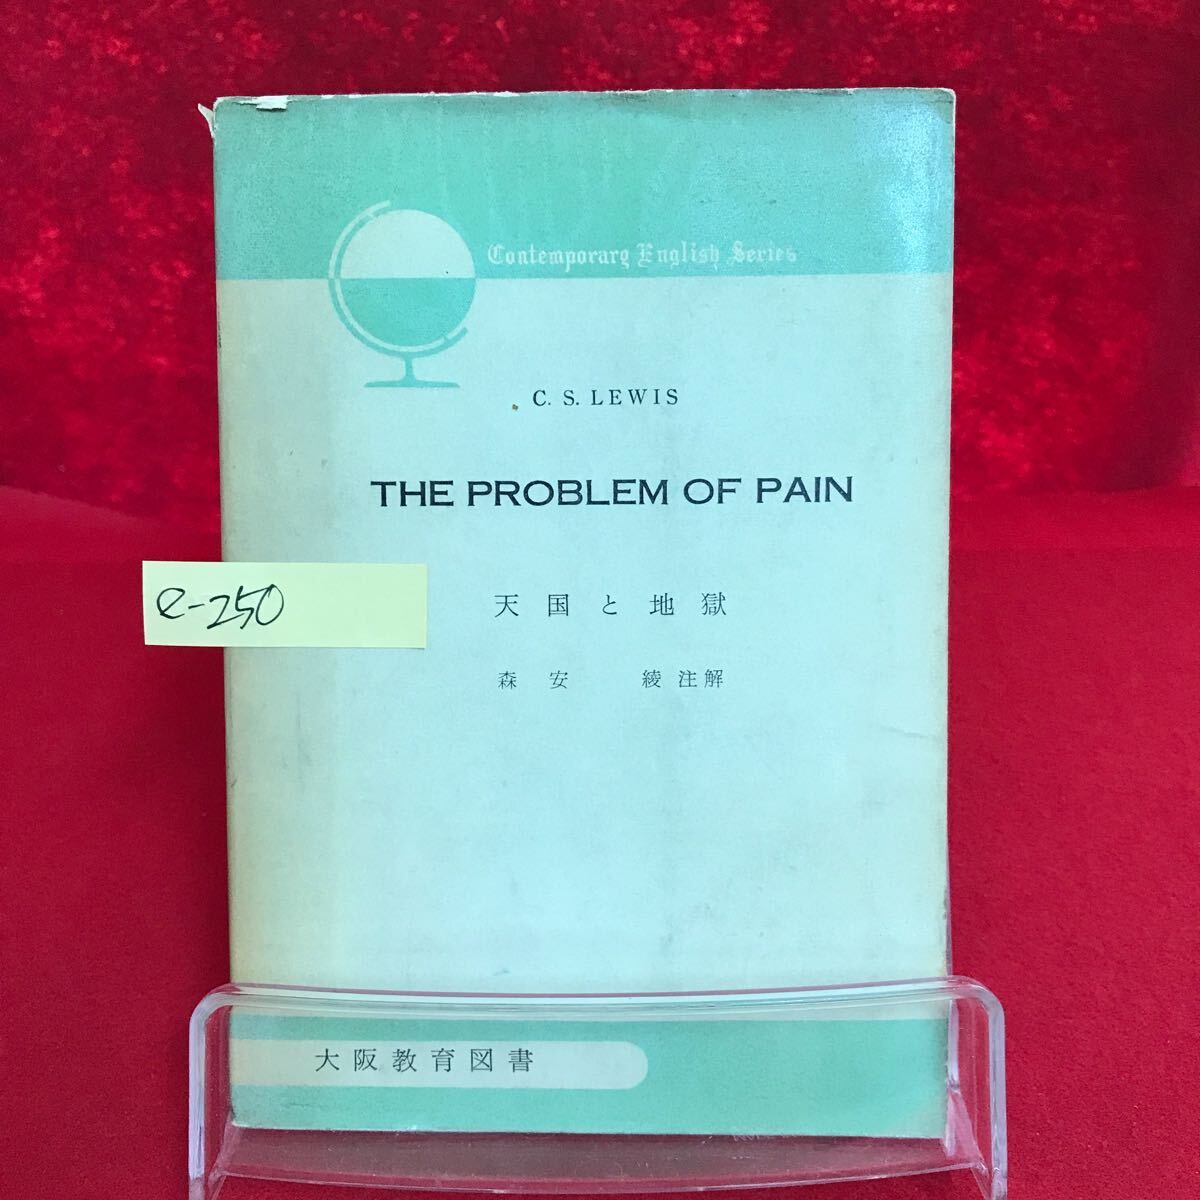 Contemporary English Series
C. S. LEWIS
THE PROBLEM OF PAIN
天国と地獄
e-250
森安 綾 注解
大阪教育図書